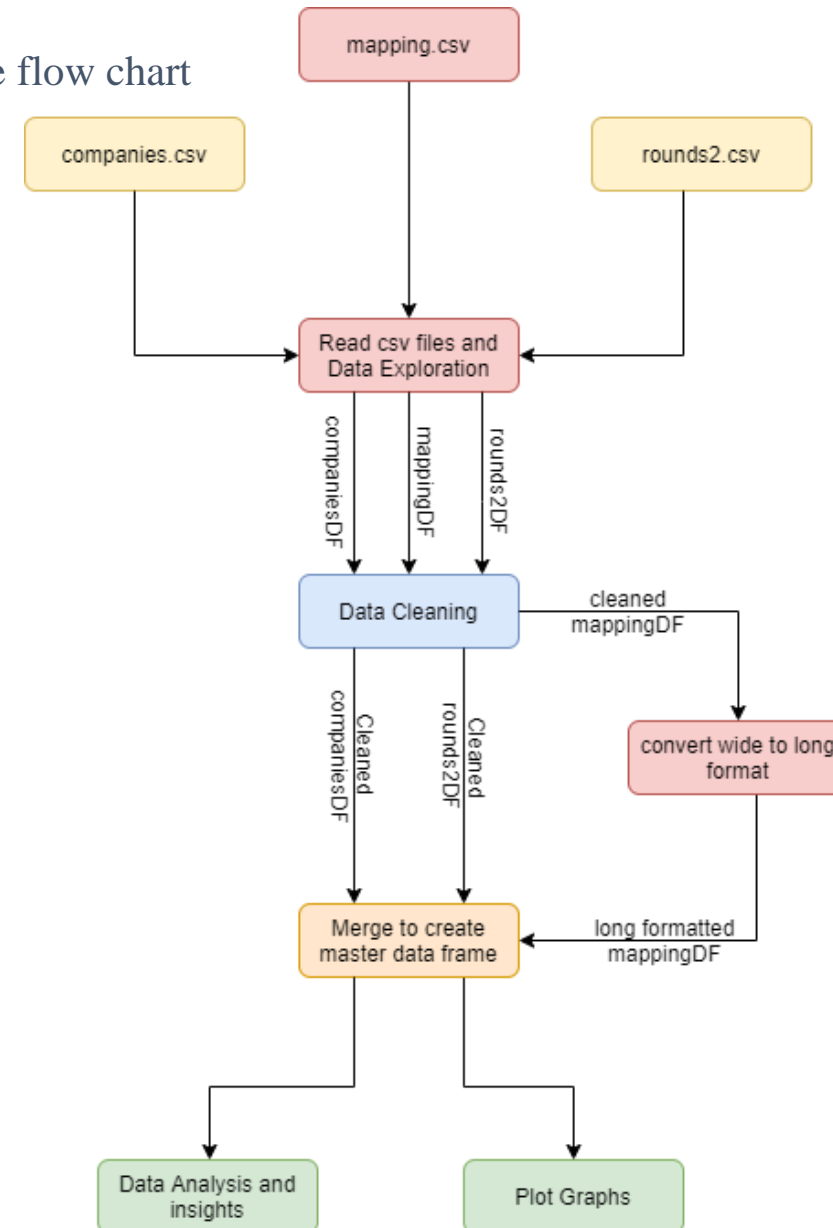 mapping.csv
e flow chart
companies.csv
rounds2.csv
Read csv files and
Data Exploration
companiesDF
mappingDF
rounds2DF
Data Cleaning
cleaned
mappingDF
Cleaned
companiesDF
Cleaned
rounds2DF
convert wide to long
format
Merge to create
master data frame
long formatted
mappingDF
Data Analysis and
insights
Plot Graphs